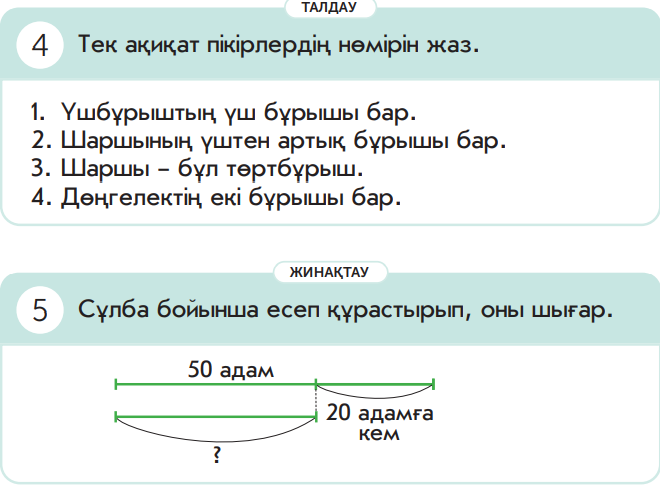 ТАЛДАУ
4 Тек ақиқат пікірлердің нөмірін жаз.
1. Үшбұрыштың үш бұрышы бар.
2. Шаршының үштен артық бұрышы бар.
3. Шаршы – бұл төртбұрыш.
4. Дөңгелектің екі бұрышы бар.
ЖИНАҚТАУ
5 Сұлба бойынша есеп құрастырып, оны шығар.
50 адам
20 адамға
кем
?